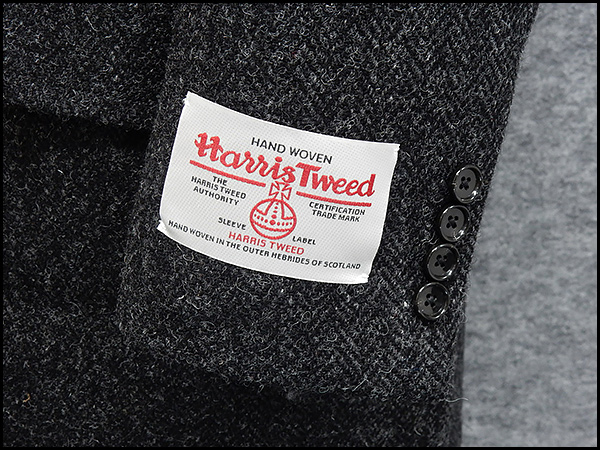 HAND WOVEN
Harris Tweed
THE
HARRIS TWEED
AUTHORITY
CERTIFICATION
TRADE MARK
SLEEVE LABEL
HARRIS TWEED
HAND WOVEN IN THE OUTER HEBRIDES OF SCOTLAND